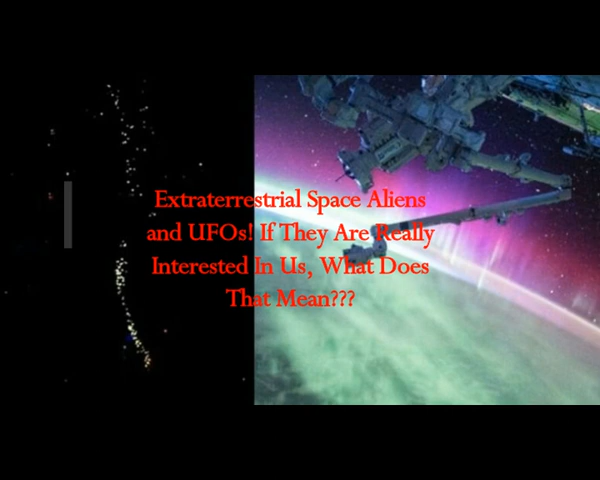 Extraterrestrial Space Aliens
and UFOs! If They Are Really
Interested In Us, What Does
That Mean???